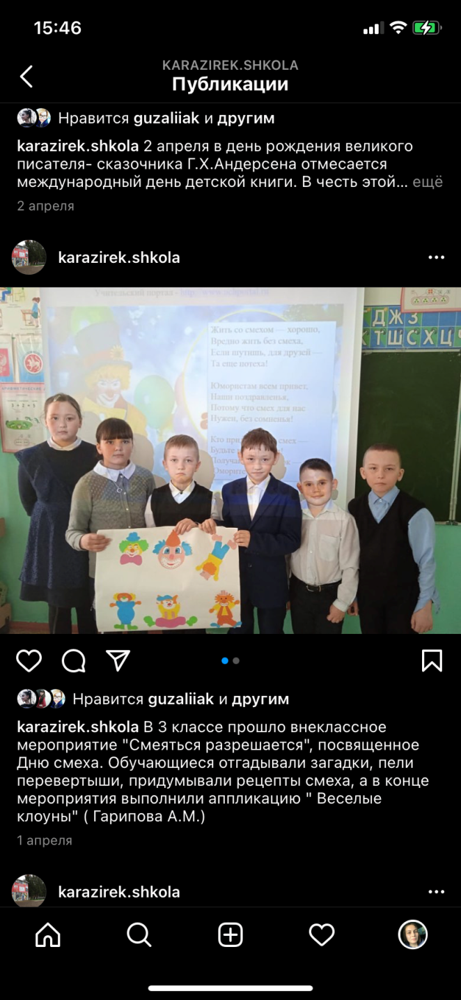 15:46
KARAZIREK.SHKOLA
Публикации
Нравится guzaliiak и другим
karazirek.shkola 2 апреля в день рождения великого
писателя- сказочника Г.Х.Андерсена отмесается
международный день детской книги. В честь этой... ещё
2 апреля
karazirek.shkola
Учительский портал -
Жить со смехом — хорошо,
Вредно жить без смеха,
Если шутишь, для друзей —
Та еще потеха!
Юмористам всем привет,
Наши поздравленья,
Потому что смех для нас
Нужен, без сомненья!
Кто смех —
Будьте
Д Ж З
Т Ш С Х Ц
Нравится guzaliiak и другим
karazirek.shkola В 3 классе прошло внеклассное
мероприятие "Смеяться разрешается", посвященное
Дню смеха. Обучающиеся отгадывали загадки, пели
перевертыши, придумывали рецепты смеха, а в конце
мероприятия выполнили аппликацию " Веселые
клоуны" ( Гарипова А.М.)
1 апреля
karazirek.shkola